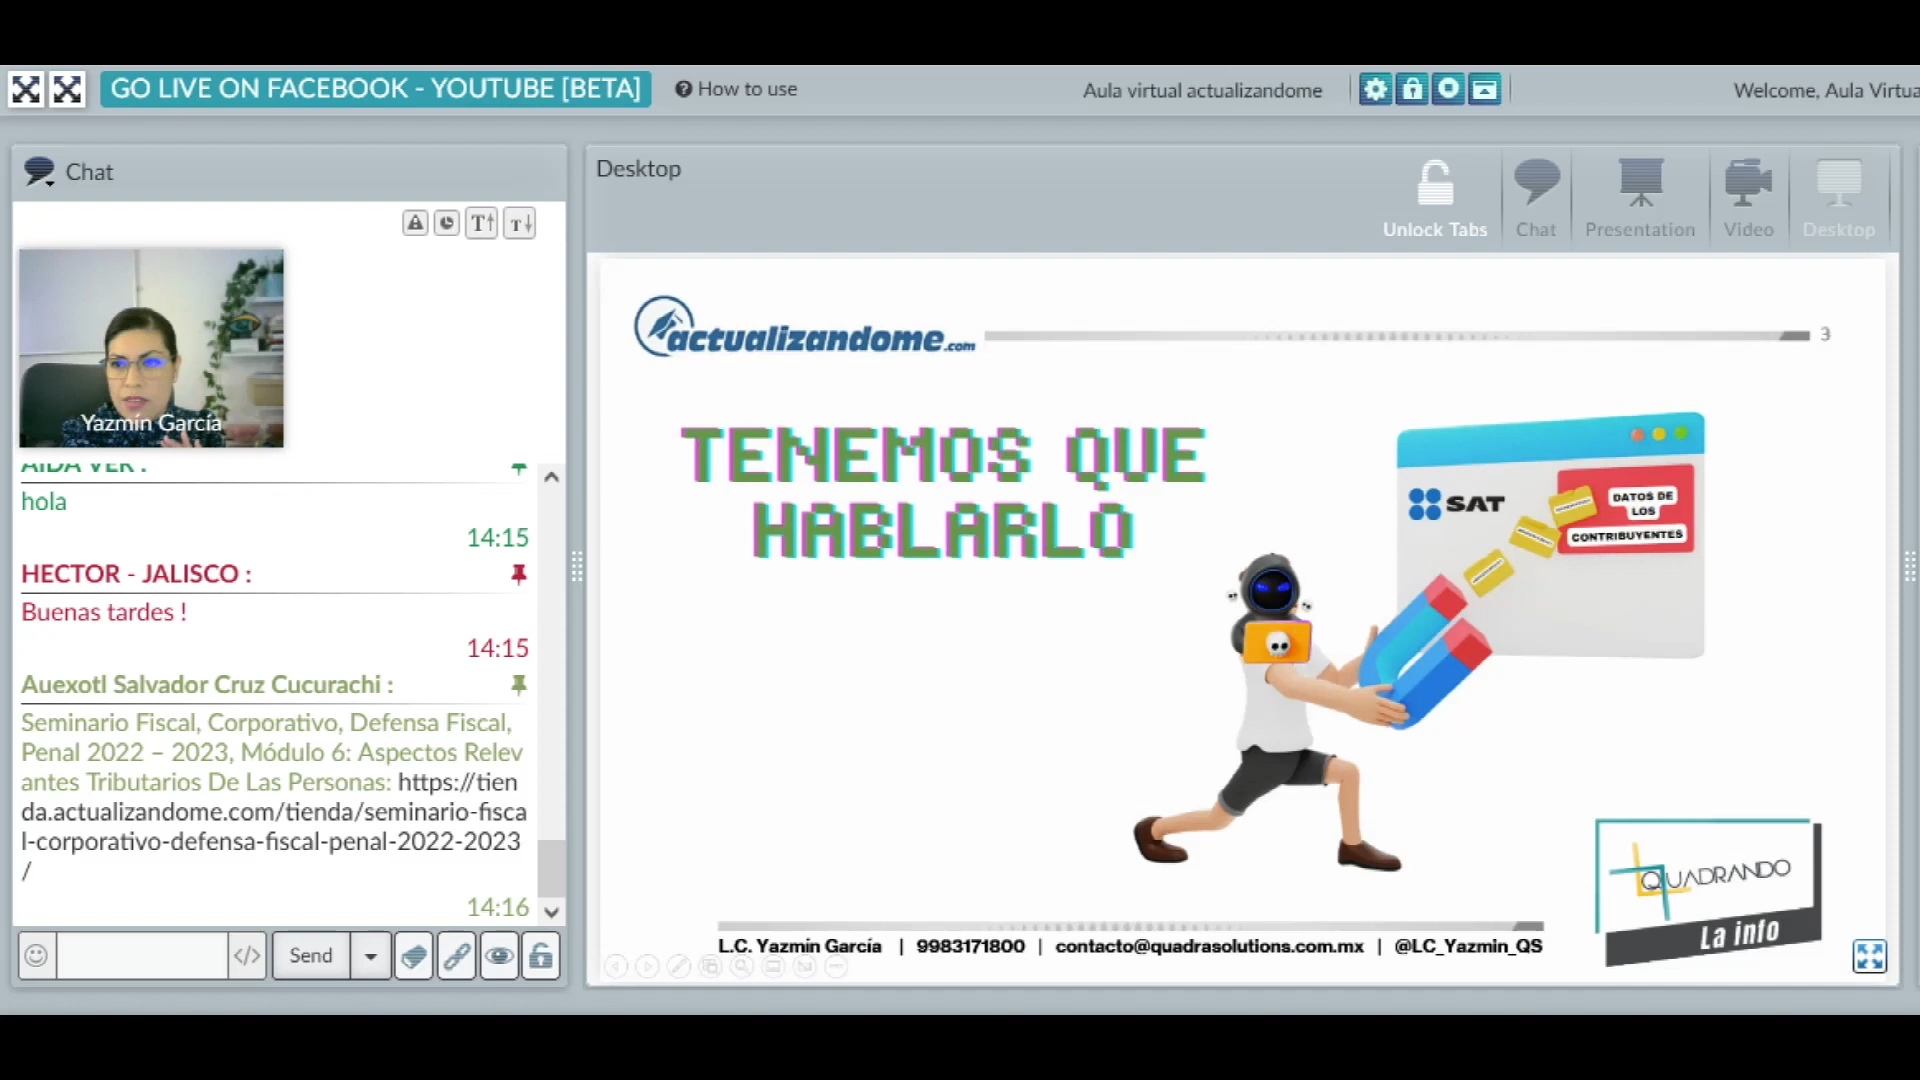 GO LIVE ON FACEBOOK - YOUTUBE [BETA]
How to use
Aula virtual actualizandome
Welcome, Aula Virtua
Chat
T T
Yazmín García
AIDA VER :
hola
14:15
HECTOR - JALISCO :
Buenas tardes !
14:15
Auexotl Salvador Cruz Cucurachi :
Seminario Fiscal, Corporativo, Defensa Fiscal,
Penal 2022 – 2023, Módulo 6: Aspectos Relev
antes Tributarios De Las Personas: https://tien
da.actualizandome.com/tienda/seminario-fisca
l-corporativo-defensa-fiscal-penal-2022-2023
/
14:16
</>
Send
Desktop
Unlock Tabs
Chat
Presentation
Video
Desktop
actualizandome.com
3
TENEMOS QUE
HABLARLO
SAT
DATOS DE
LOS
CONTRIBUYENTES
QUADRANDO
La info
L.C. Yazmin García | 9983171800 | contacto@quadrasolutions.com.mx | @LC_Yazmin_QS